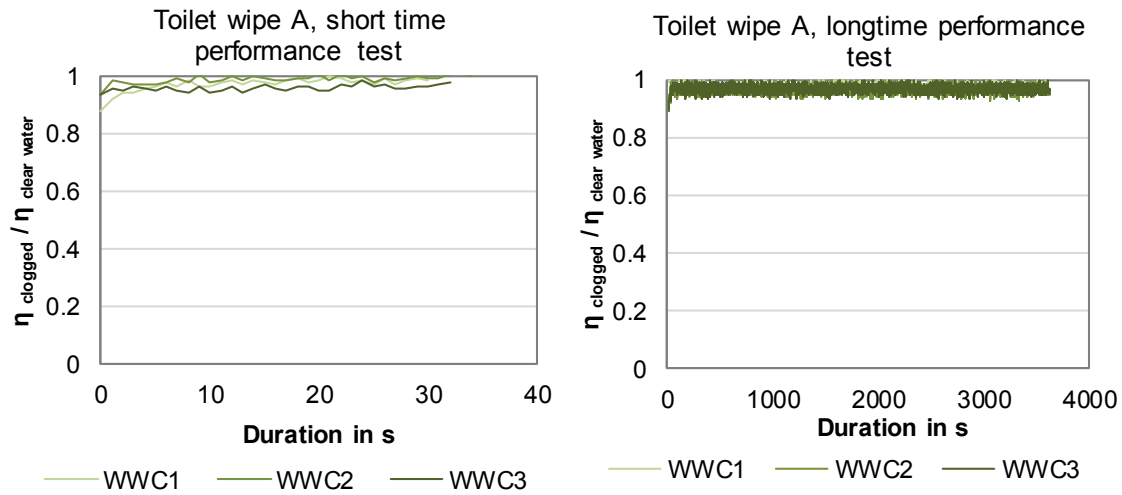 Toilet wipe A, short time
performance test
1
0.8
0.6
0.4
0.2
0
η clogged / η clear water
0
10
20
30
40
Duration in s
WWC1 WWC2 WWC3
Toilet wipe A, longtime performance
test
1
0.8
0.6
0.4
0.2
0
η clogged / η clear water
0
1000
2000
3000
4000
Duration in s
WWC1 WWC2 WWC3